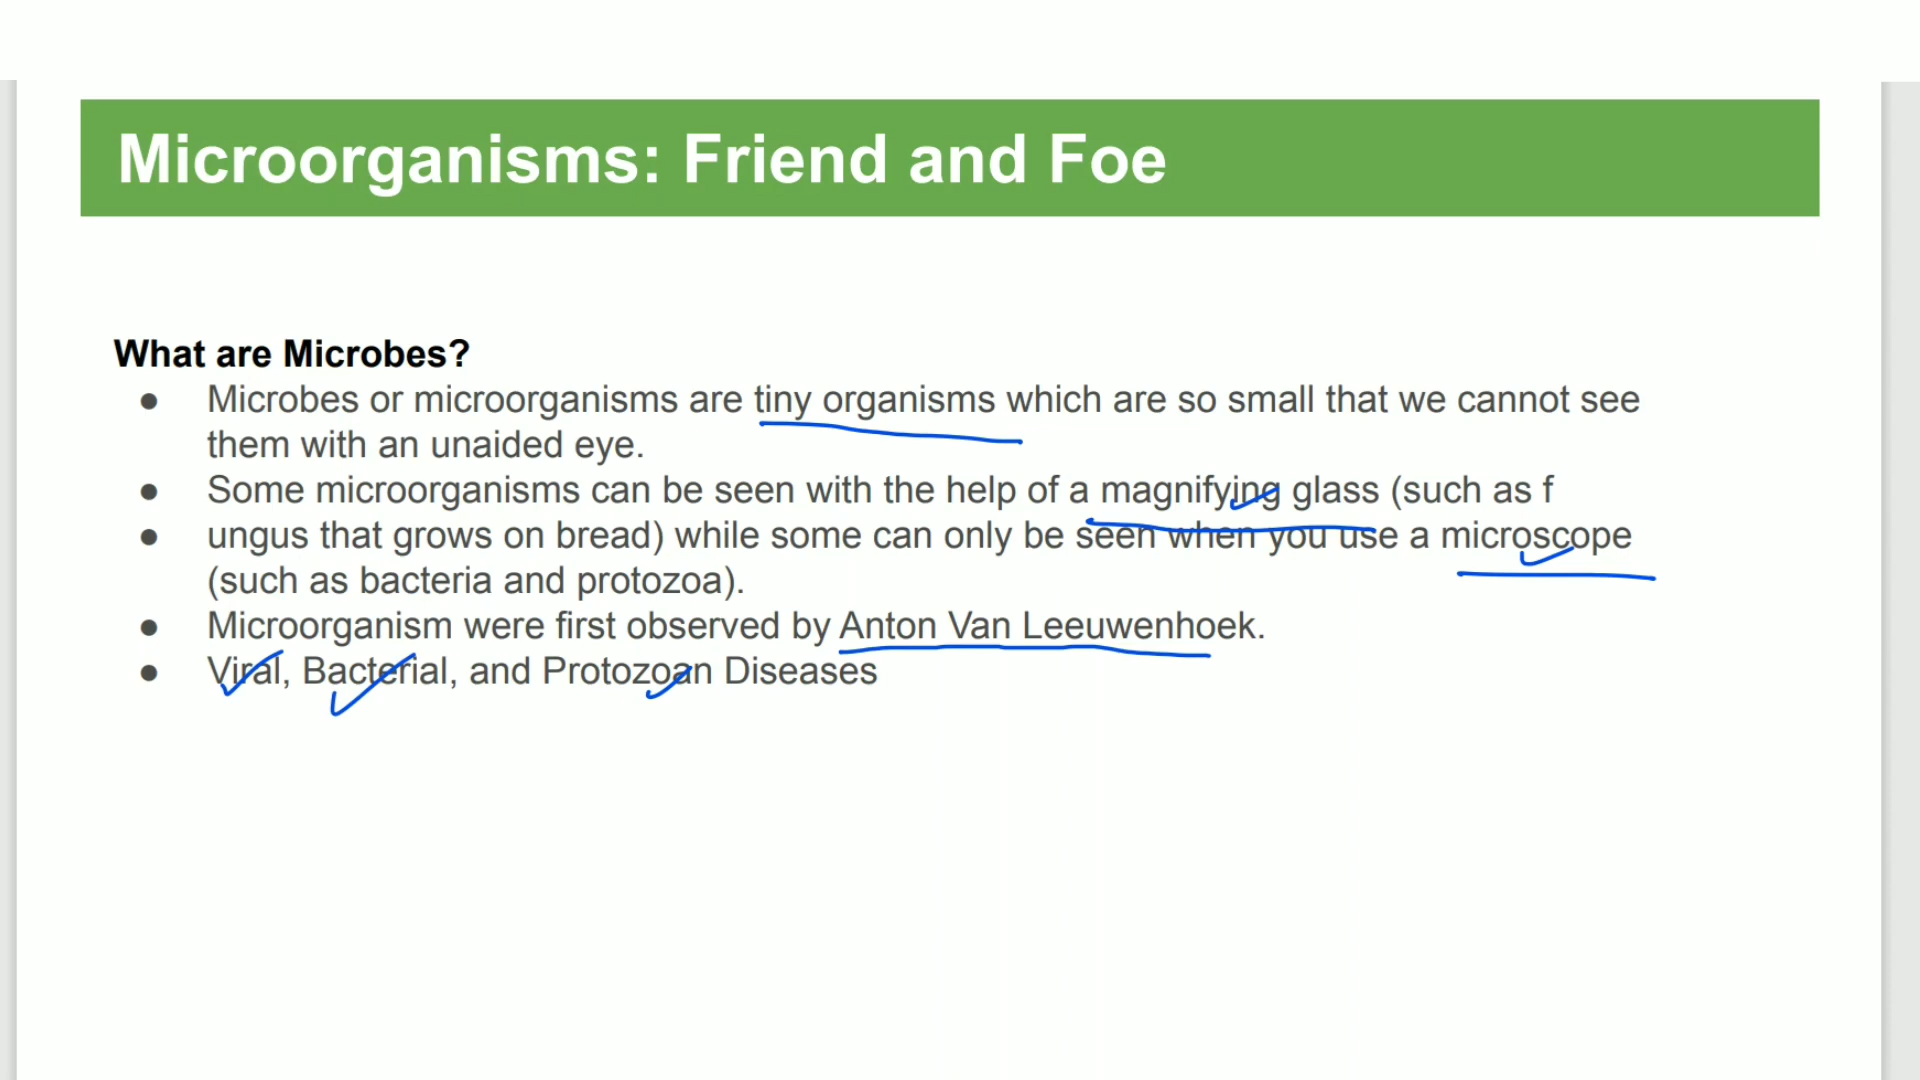 Microorganisms: Friend and Foe
What are Microbes?
● Microbes or microorganisms are tiny organisms which are so small that we cannot see
them with an unaided eye.
● Some microorganisms can be seen with the help of a magnifying glass (such as f
● ungus that grows on bread) while some can only be seen when you use a microscope
(such as bacteria and protozoa).
● Microorganism were first observed by Anton Van Leeuwenhoek.
● Viral, Bacterial, and Protozoan Diseases